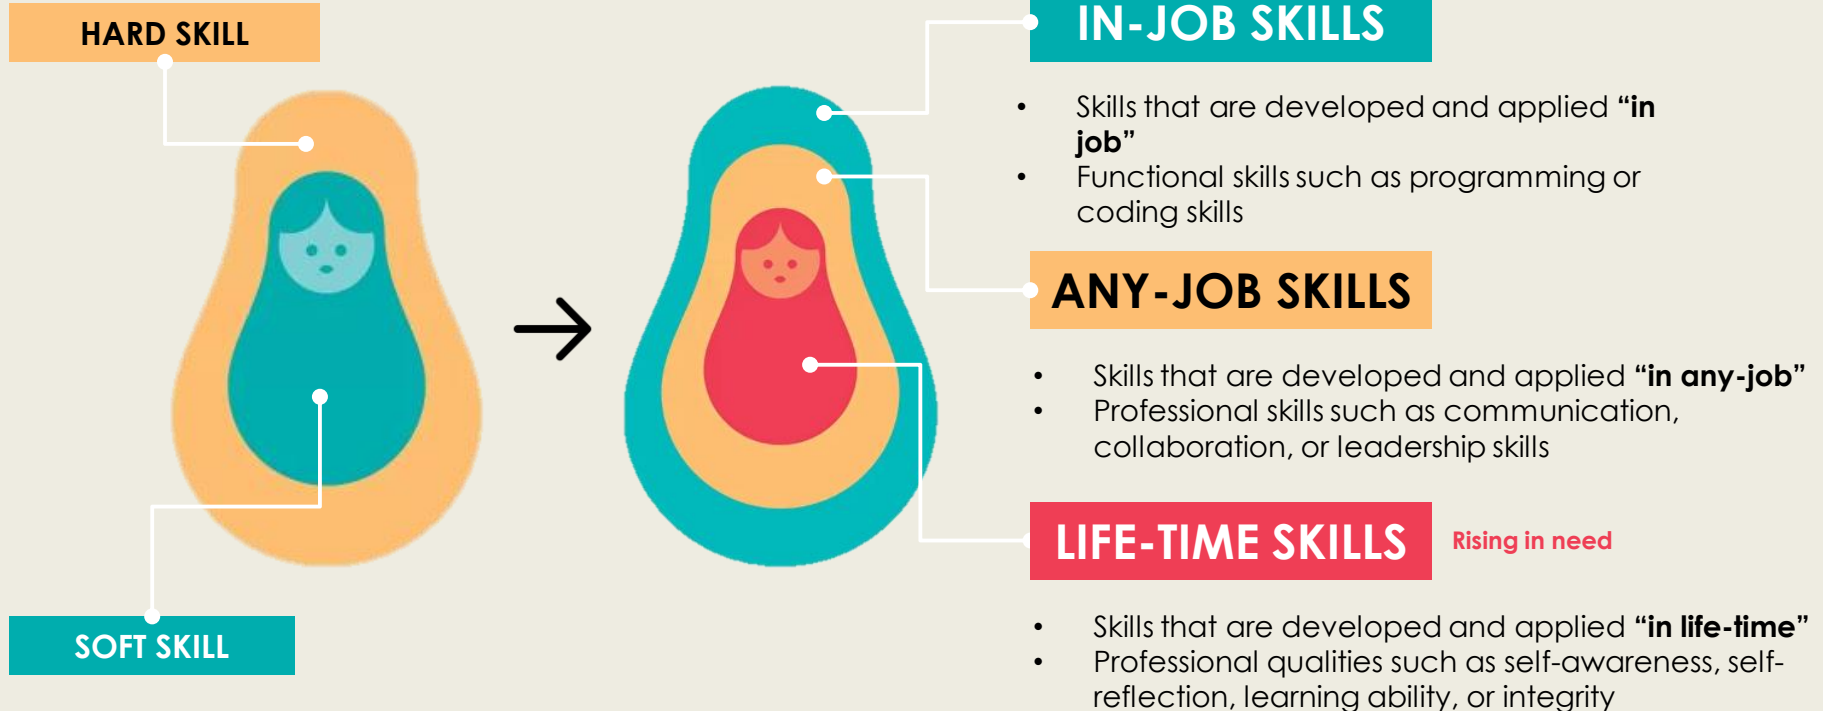 HARD SKILL
SOFT SKILL
IN-JOB SKILLS
• Skills that are developed and applied “in
job”
• Functional skills such as programming or
coding skills
ANY-JOB SKILLS
• Skills that are developed and applied “in any-job”
• Professional skills such as communication,
collaboration, or leadership skills
LIFE-TIME SKILLS
Rising in need
• Skills that are developed and applied “in life-time”
• Professional qualities such as self-awareness, self-
reflection, learning ability, or integrity